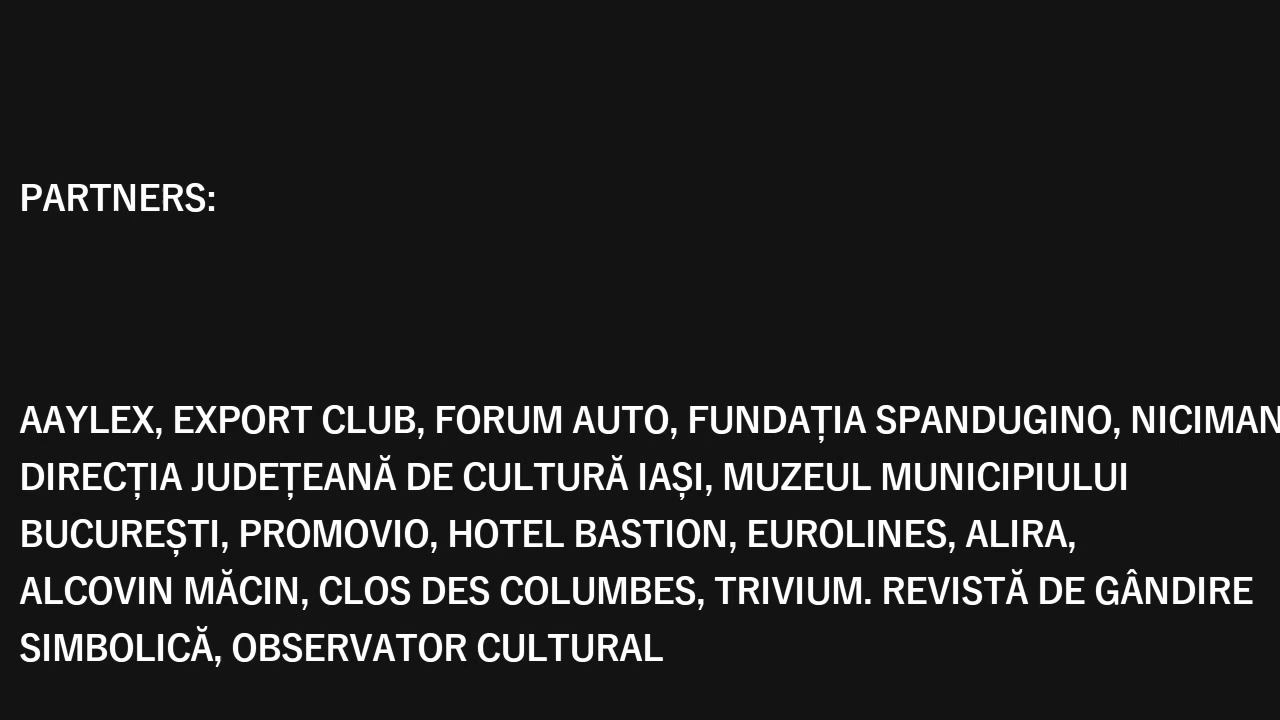 PARTNERS:
AAYLEX, EXPORT CLUB, FORUM AUTO, FUNDAȚIA SPANDUGINO, NICIMAN
DIRECȚIA JUDEȚEANĂ DE CULTURĂ IAȘI, MUZEUL MUNICIPIULUI
BUCUREȘTI, PROMOVIO, HOTEL BASTION, EUROLINES, ALIRA,
ALCOVIN MĂCIN, CLOS DES COLUMBES, TRIVIUM. REVISTĂ DE GÂNDIRE
SIMBOLICĂ, OBSERVATOR CULTURAL